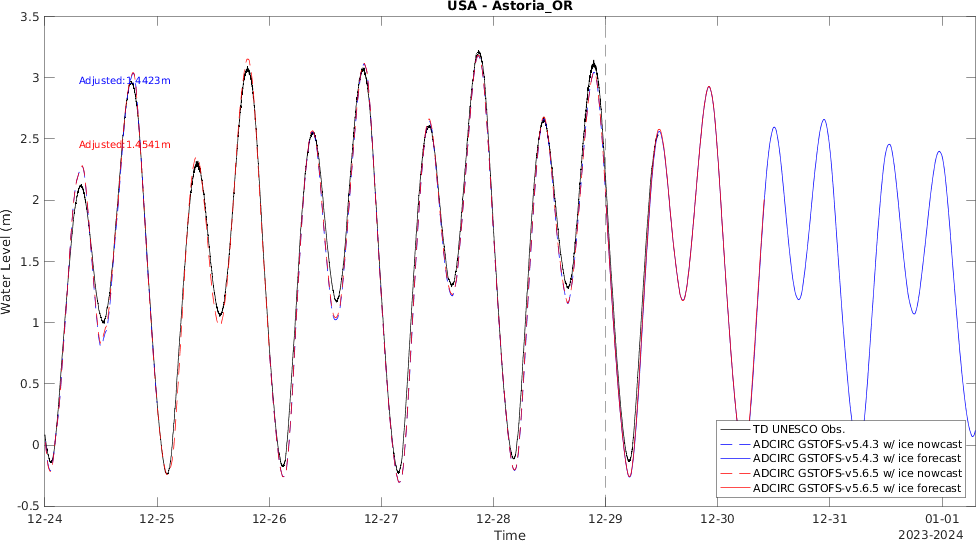 USA - Astoria_OR
3.5
3
2.5
2
1.5
1
0.5
0
-0.5
Water Level (m)
Adjusted:1.4423m
Adjusted:1.4541m
TD UNESCO Obs.
ADCIRC GSTOFS-v5.4.3 w/ ice nowcast
ADCIRC GSTOFS-v5.4.3 w/ ice forecast
ADCIRC GSTOFS-v5.6.5 w/ ice nowcast
ADCIRC GSTOFS-v5.6.5 w/ ice forecast
12-24 12-25 12-26 12-27 12-28 12-29 12-30 12-31 01-01
Time
2023-2024